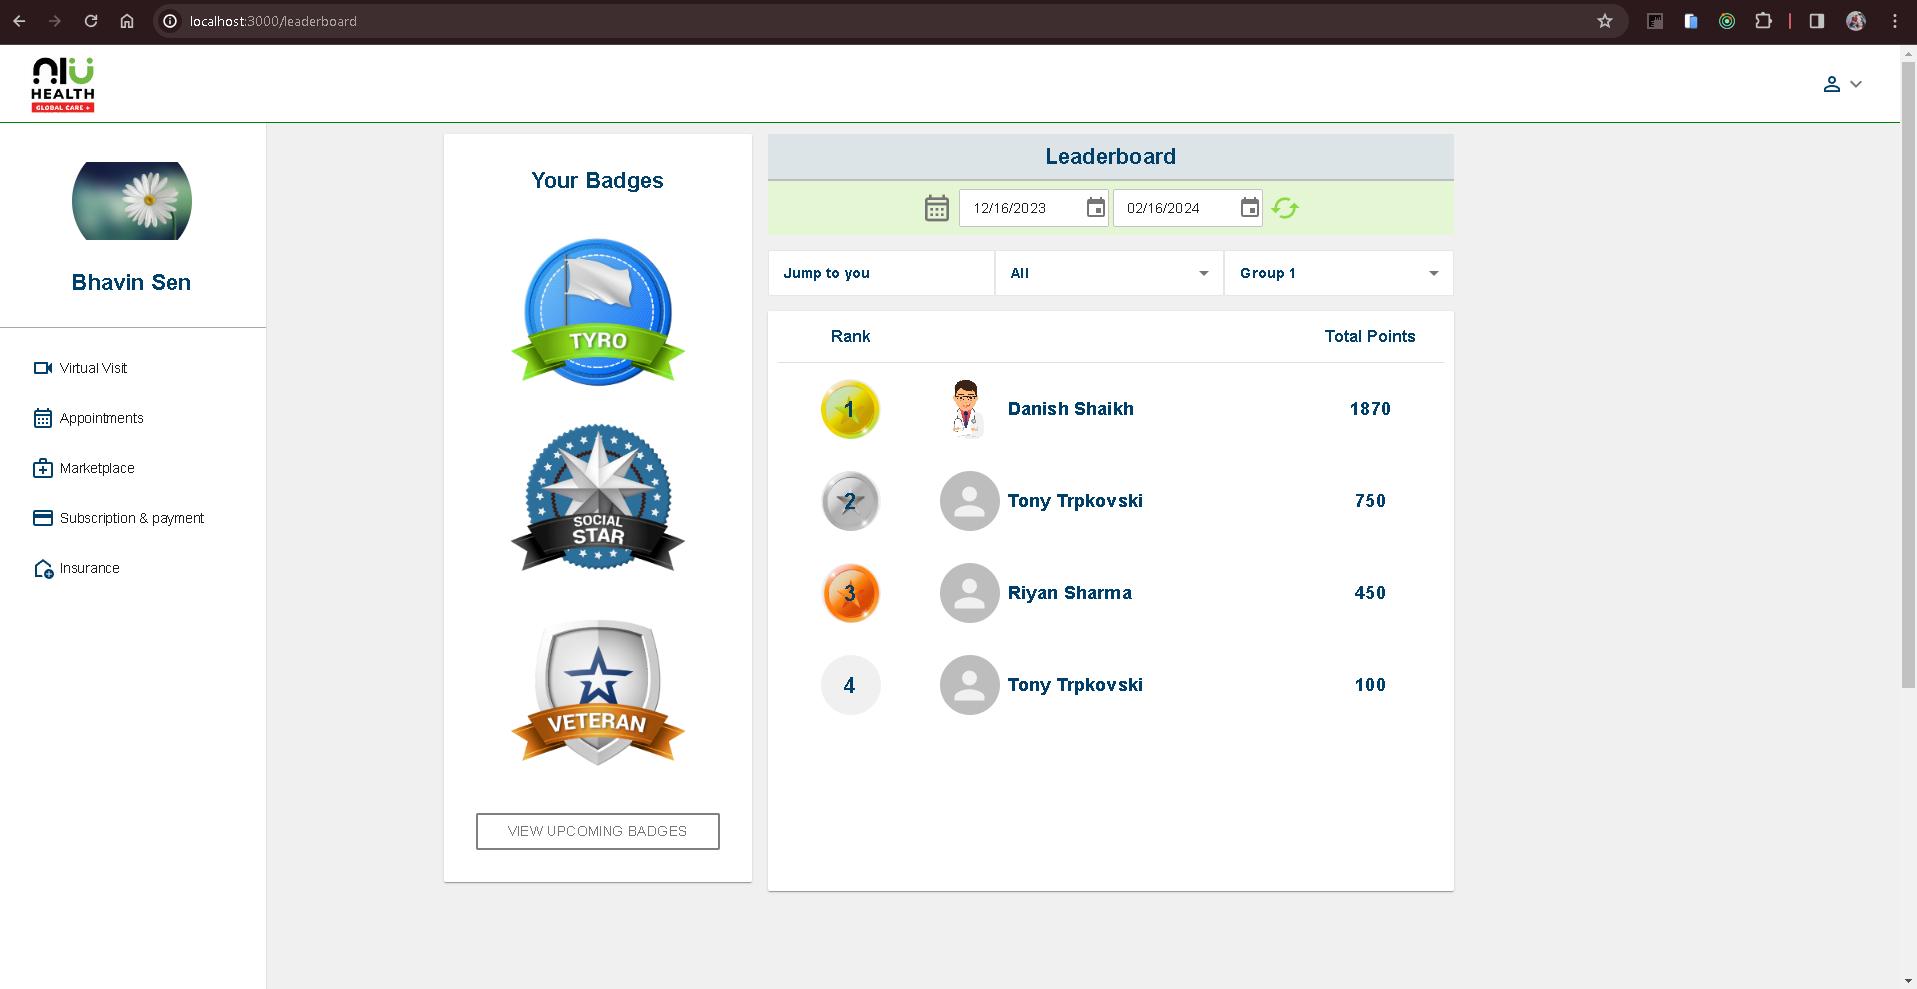 localhost:3000/leaderboard
NIU
HEALTH
GLOBAL CARE +
Bhavin Sen
Virtual Visit
Appointments
Marketplace
Subscription & payment
Insurance
Your Badges
TYRO
SOCIAL
STAR
VETERAN
VIEW UPCOMING BADGES
Leaderboard
12/16/2023 02/16/2024
Jump to you All Group 1
Rank Total Points
1 Danish Shaikh 1870
2 Tony Trpkovski 750
3 Riyan Sharma 450
4 Tony Trpkovski 100